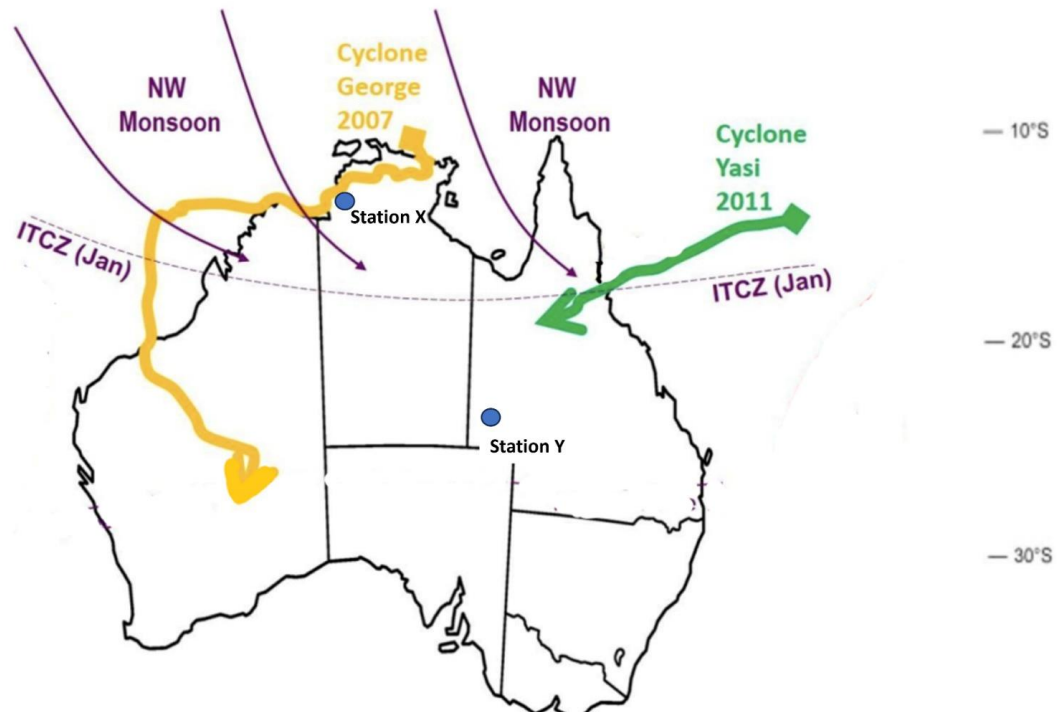 Cyclone
George
2007
NW
Monsoon
NW
Monsoon
10°S
Cyclone
Yasi
2011
Station X
ITCZ (Jan)
ITCZ (Jan)
20°S
Station Y
30°S